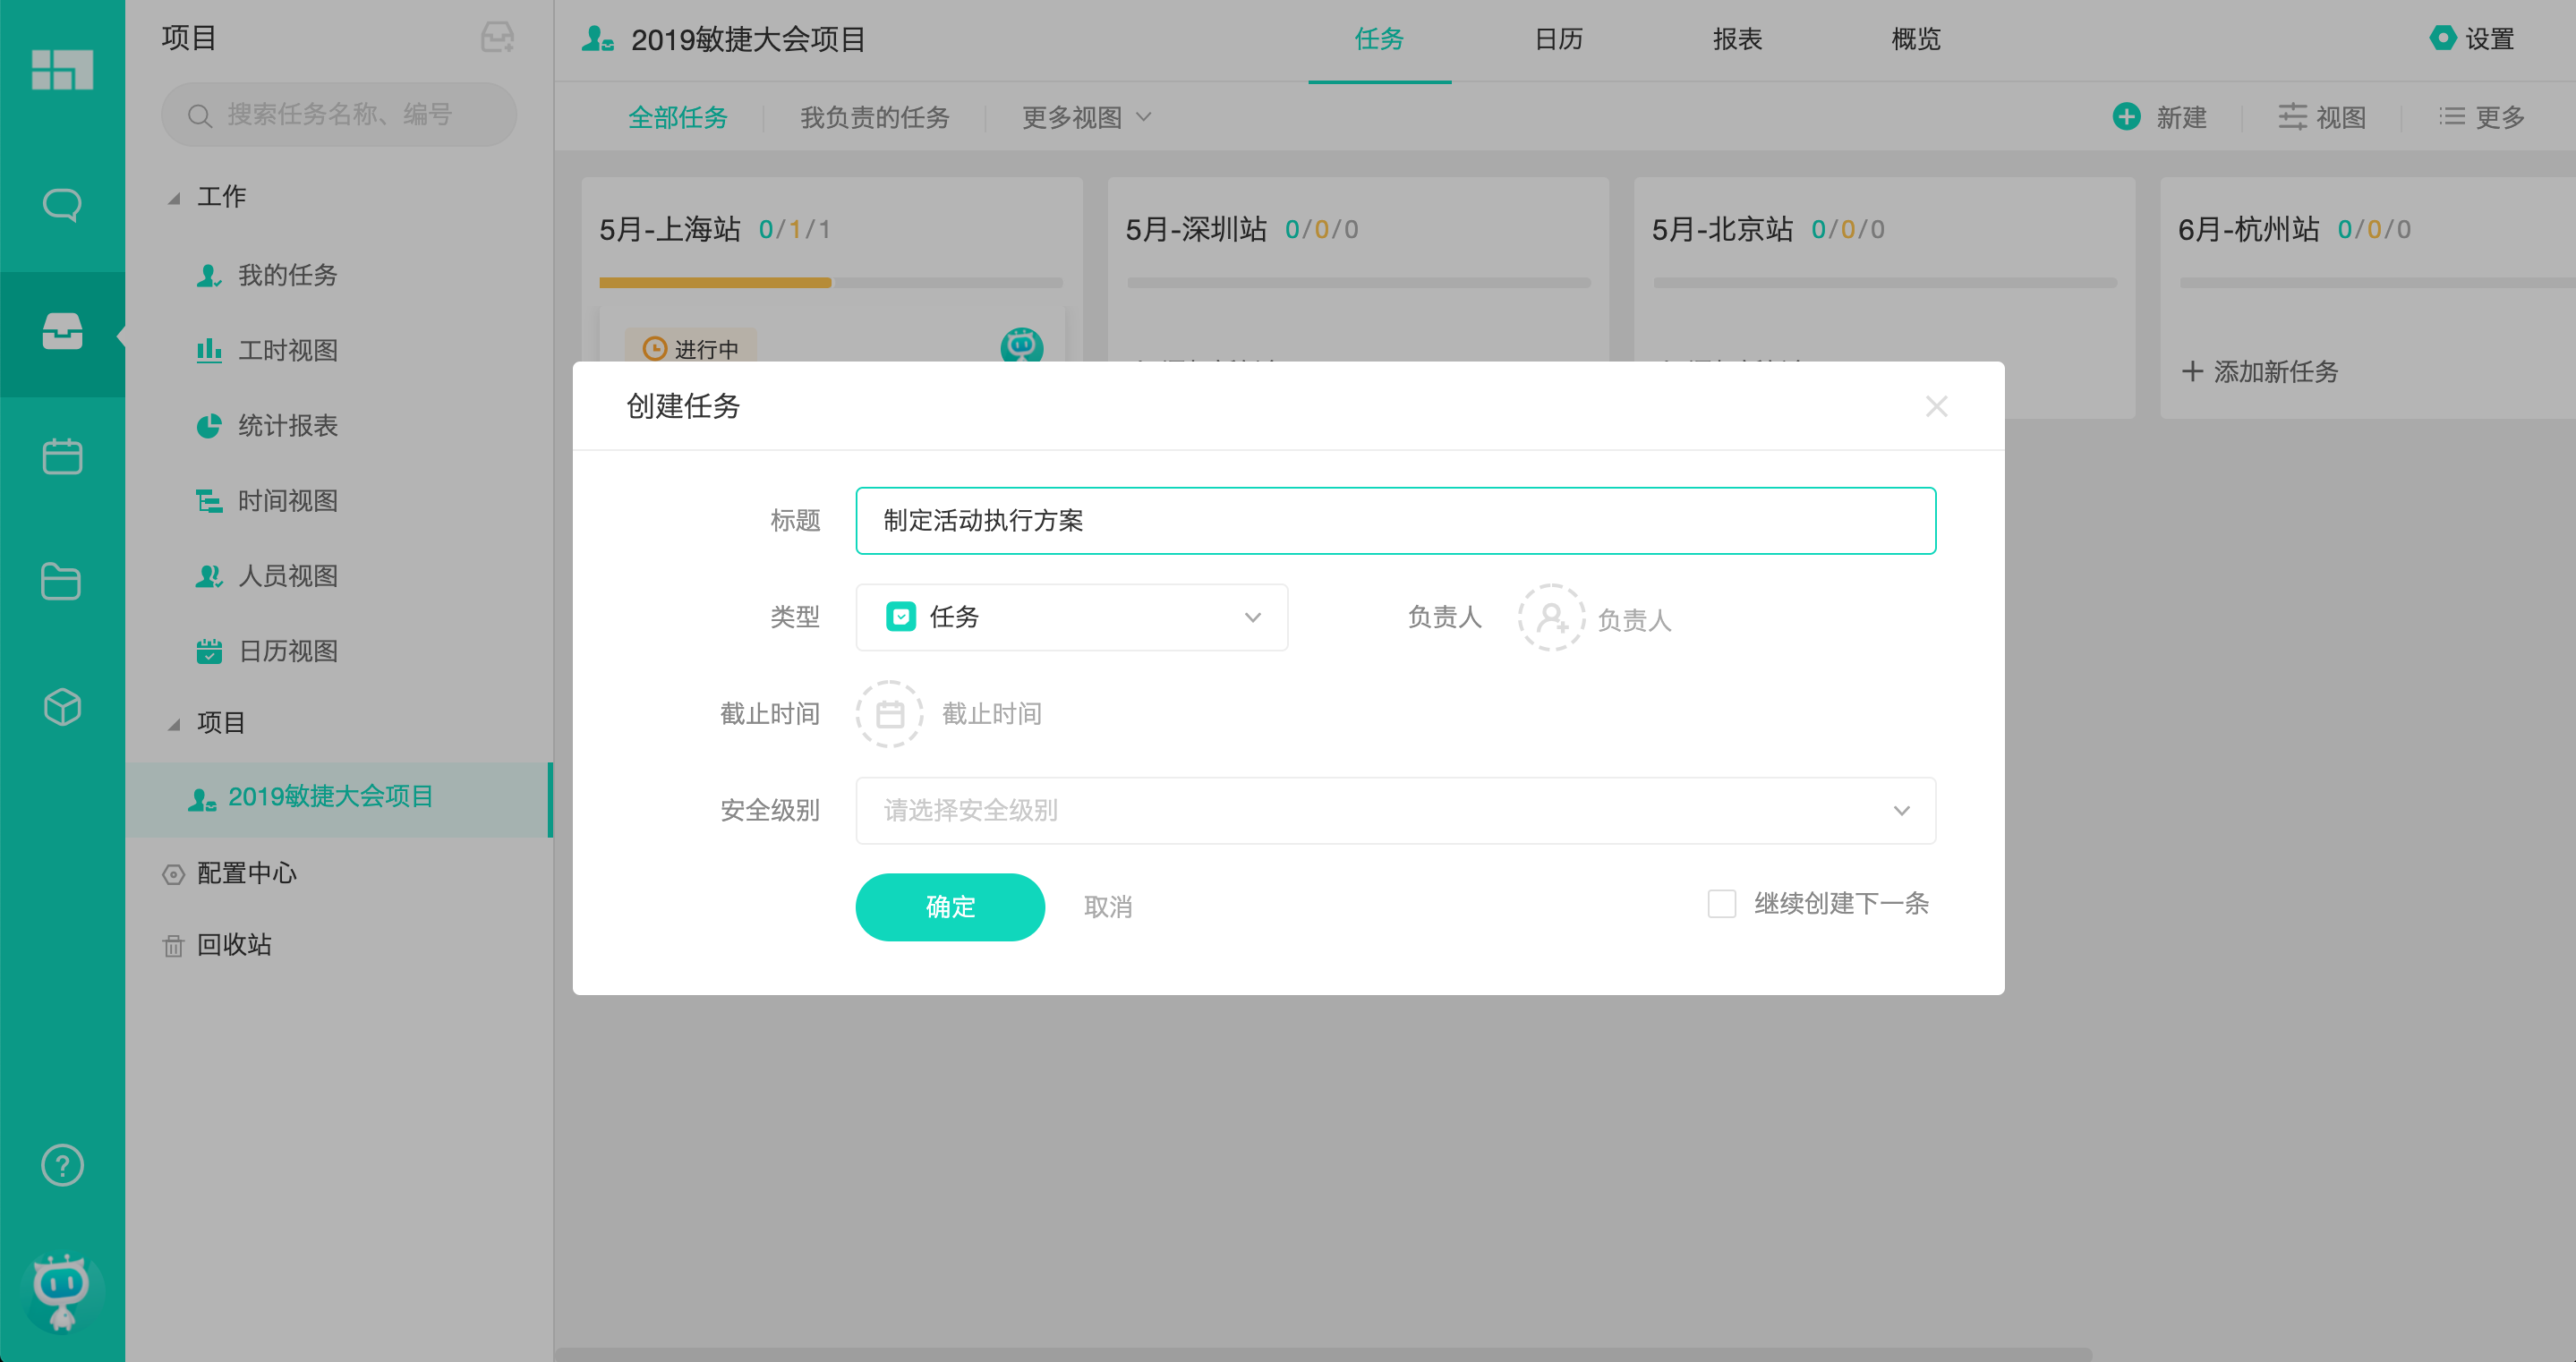 项目
搜索任务名称、编号
工作
我的任务
工时视图
统计报表
时间视图
人员视图
日历视图
项目
2019敏捷大会项目
配置中心
回收站
2019敏捷大会项目
任务
日历
报表
概览
设置
全部任务
我负责的任务
更多视图
新建
视图
更多
5月-上海站 0/1/1
进行中
5月-深圳站 0/0/0
5月-北京站 0/0/0
6月-杭州站 0/0/0
添加新任务
创建任务
标题
制定活动执行方案
类型
任务
负责人
负责人
截止时间
截止时间
安全级别
请选择安全级别
确定
取消
继续创建下一条